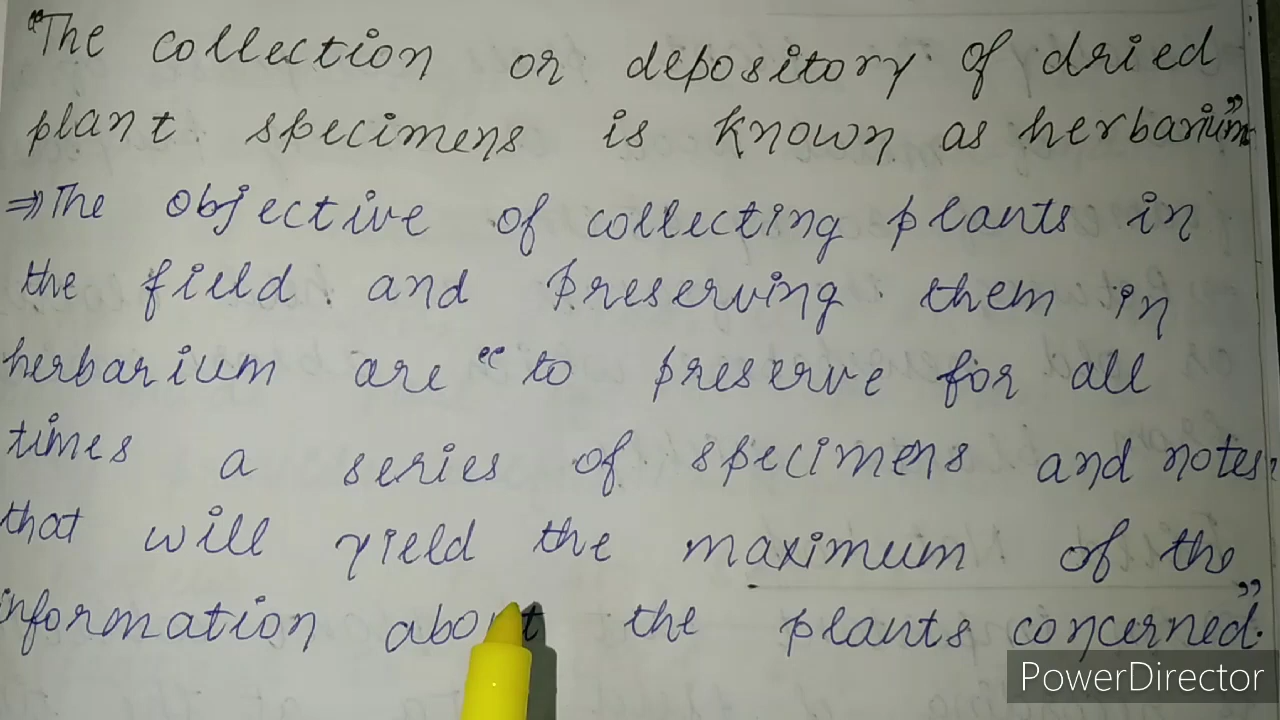 "The collection or depository of dried
plant specimens is known as herbarium"
⇒ The objective of collecting plants in
the field and preserving them in
herbarium are "to preserve for all
times a series of specimens and notes
that will yield the maximum of the
information about the plants concerned."
PowerDirector